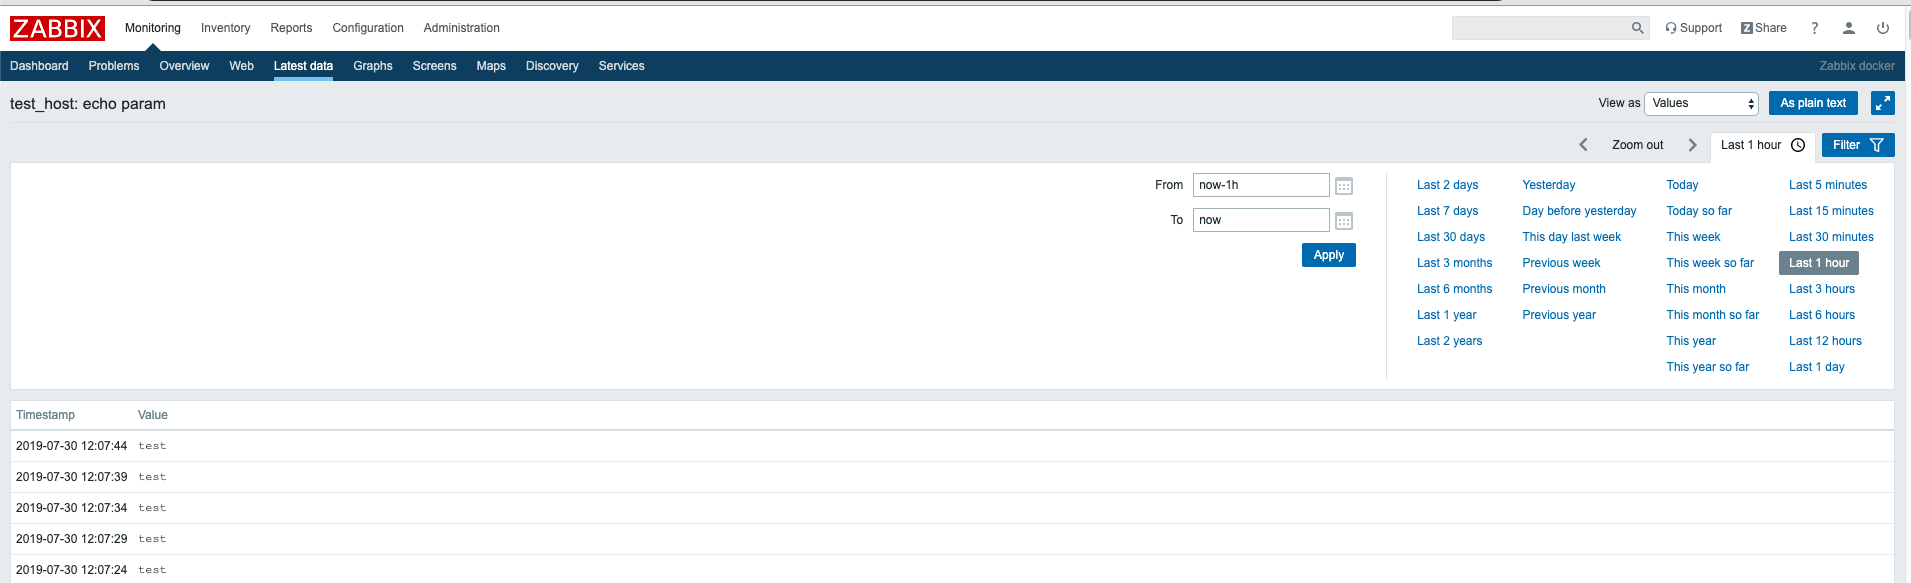 ZABBIX Monitoring Inventory Reports Configuration Administration Support Z Share ?
Dashboard Problems Overview Web Latest data Graphs Screens Maps Discovery Services Zabbix docker
test_host: echo param View as Values As plain text
Zoom out Last 1 hour Filter
From now-1h Last 2 days Yesterday Today Last 5 minutes
To now Last 7 days Day before yesterday Today so far Last 15 minutes
Last 30 days This day last week This week Last 30 minutes
Apply Last 3 months Previous week This week so far Last 1 hour
Last 6 months Previous month This month Last 3 hours
Last 1 year Previous year This month so far Last 6 hours
Last 2 years This year Last 12 hours
This year so far Last 1 day
Timestamp Value
2019-07-30 12:07:44 test
2019-07-30 12:07:39 test
2019-07-30 12:07:34 test
2019-07-30 12:07:29 test
2019-07-30 12:07:24 test